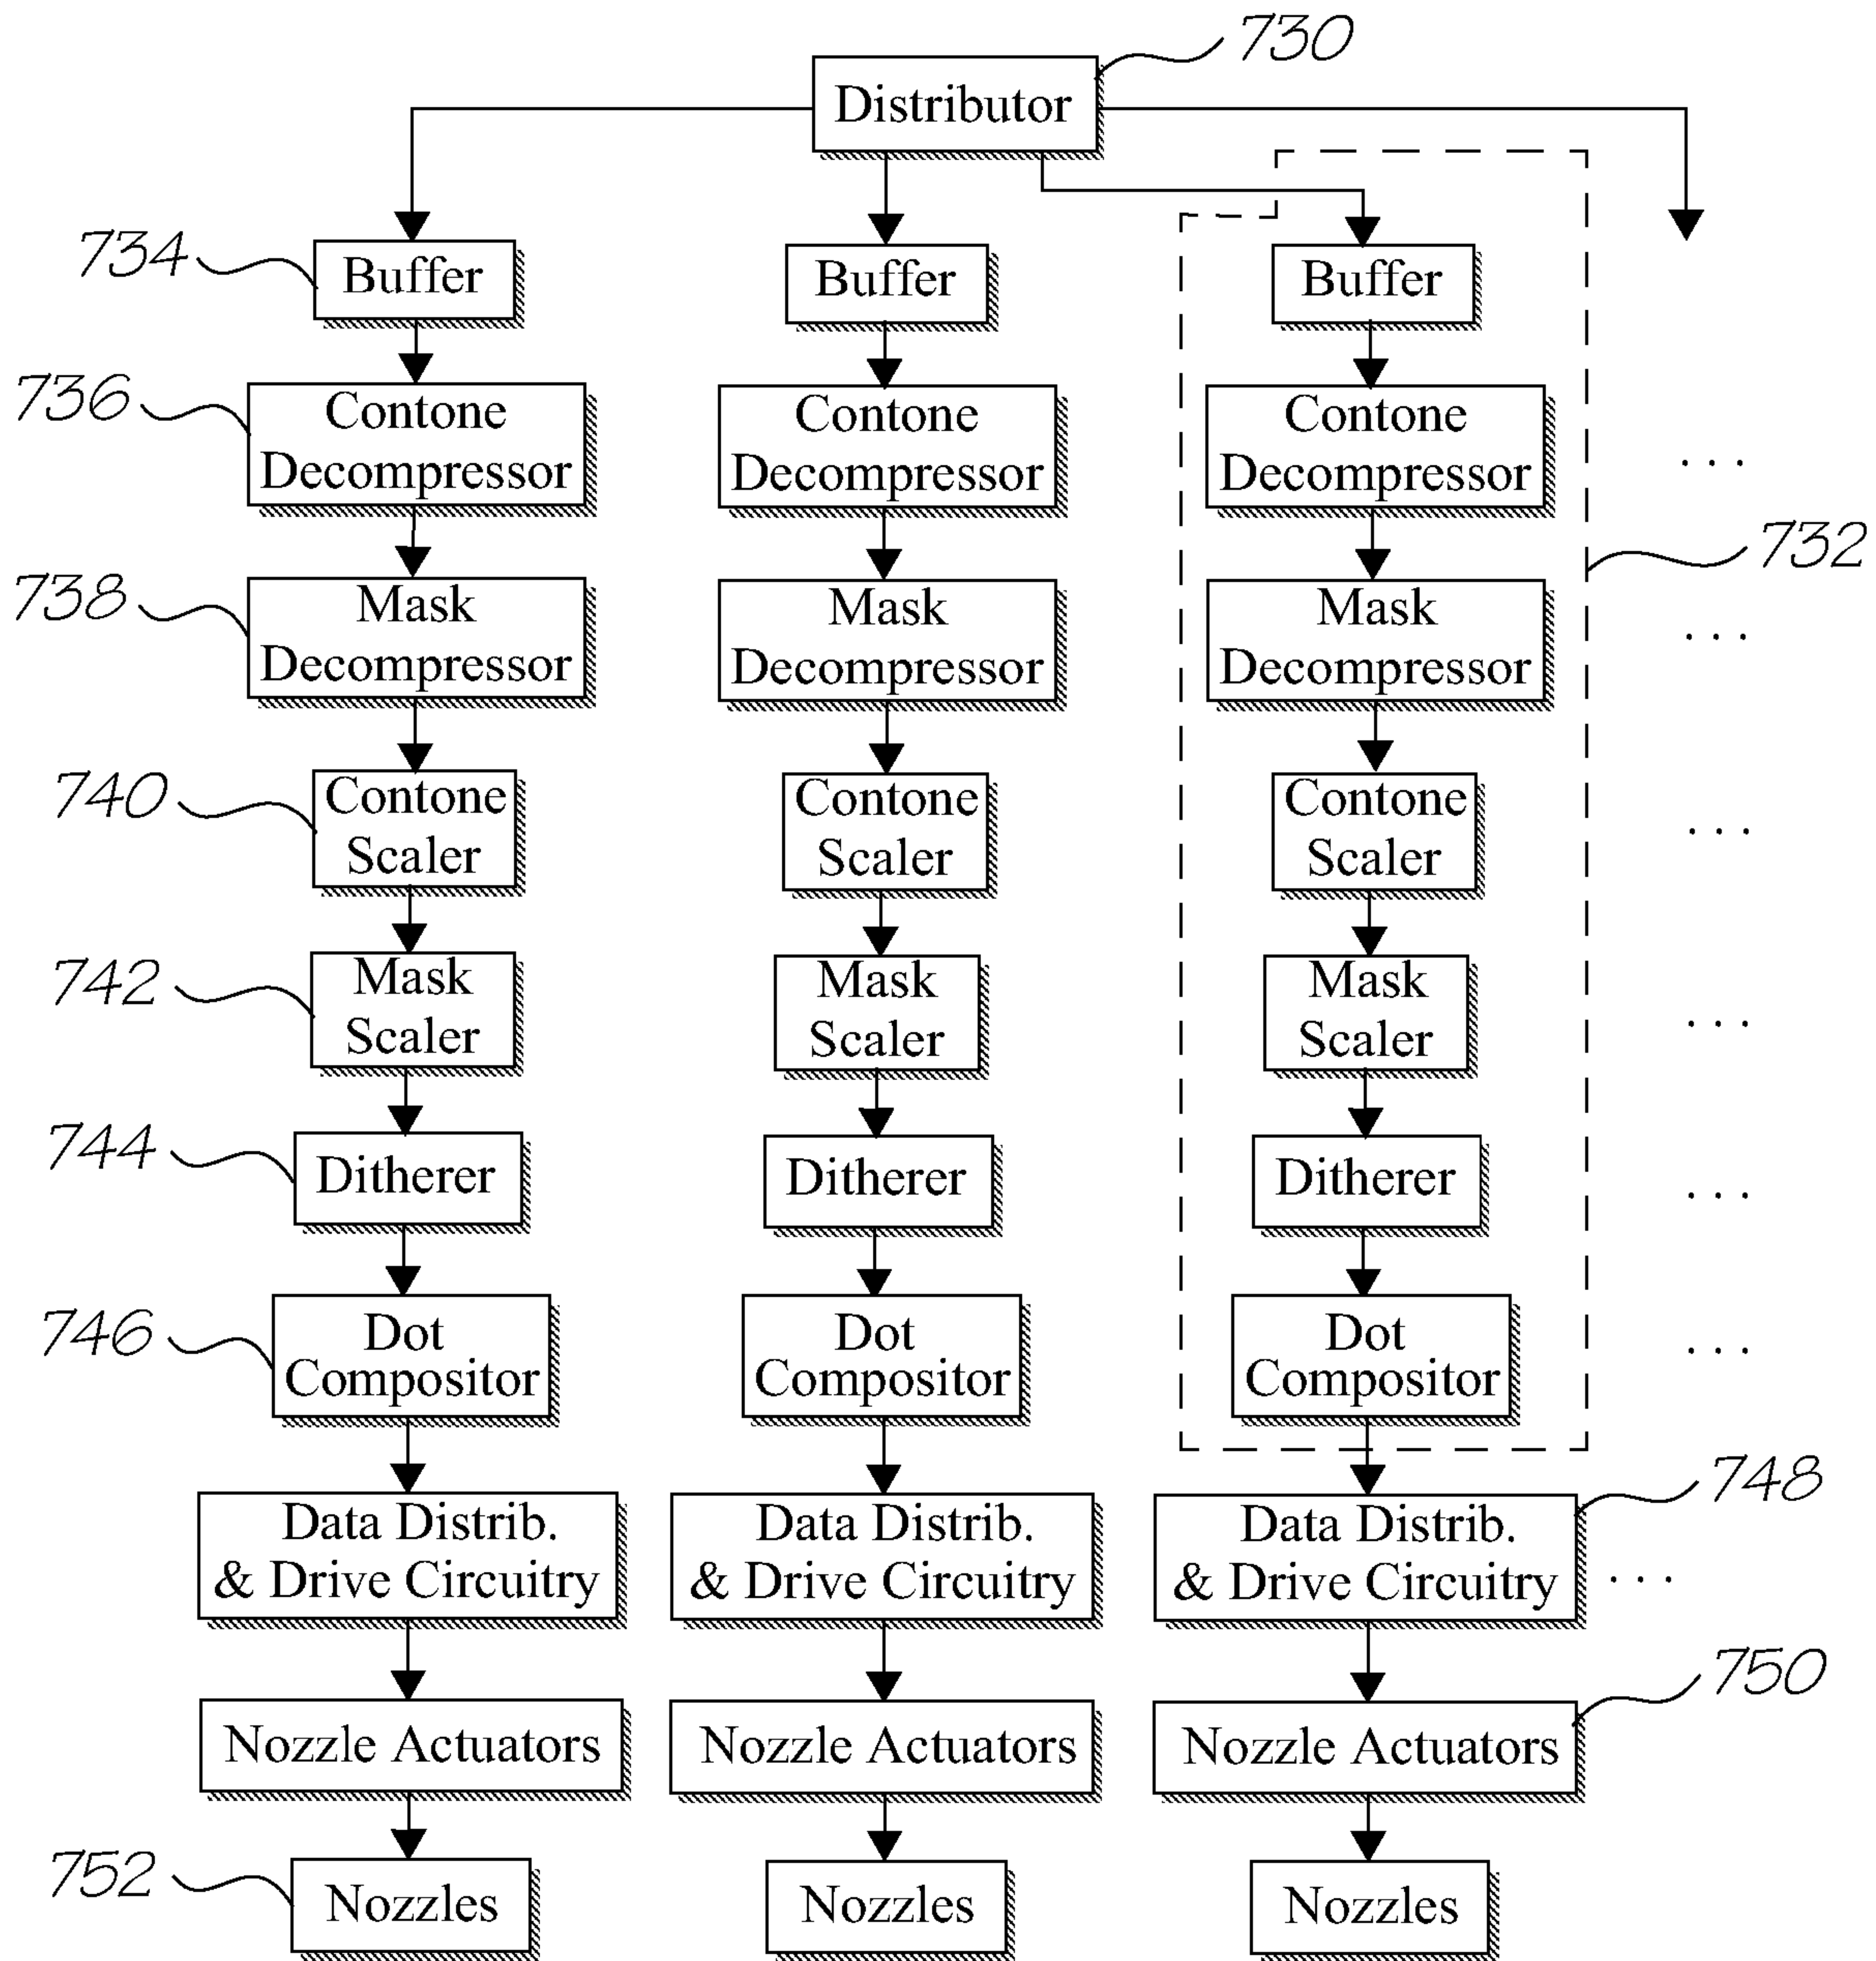 730
Distributor
734
Buffer
Buffer
Buffer
736
Contone
Decompressor
Contone
Decompressor
Contone
Decompressor
...
732
738
Mask
Decompressor
Mask
Decompressor
Mask
Decompressor
...
740
Contone
Scaler
Contone
Scaler
Contone
Scaler
...
742
Mask
Scaler
Mask
Scaler
Mask
Scaler
...
744
Ditherer
Ditherer
Ditherer
...
746
Dot
Compositor
Dot
Compositor
Dot
Compositor
...
748
Data Distrib.
& Drive Circuitry
Data Distrib.
& Drive Circuitry
Data Distrib.
& Drive Circuitry
...
750
Nozzle Actuators
Nozzle Actuators
Nozzle Actuators
752
Nozzles
Nozzles
Nozzles